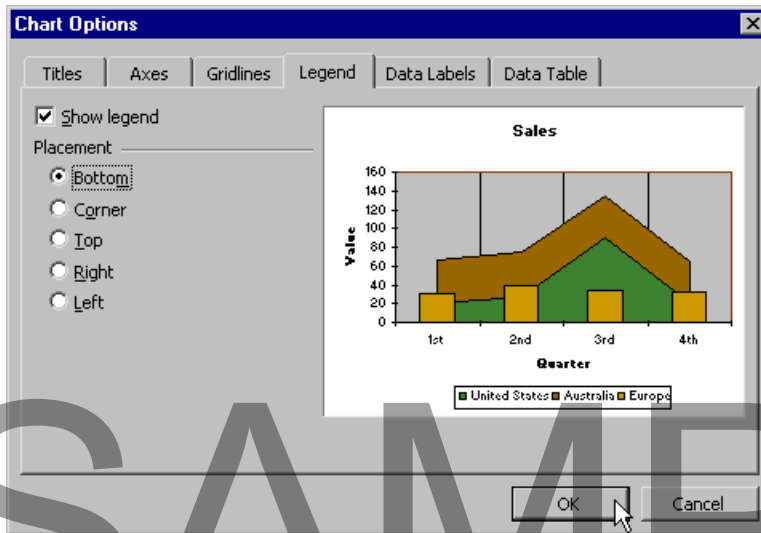 Chart Options
Titles Axes Gridlines Legend Data Labels Data Table
Show legend
Placement
Bottom
Corner
Top
Right
Left
Sales
160
140
120
100
80
60
40
20
0
Value
1st 2nd 3rd 4th
Quarter
United States Australia Europe
OK Cancel